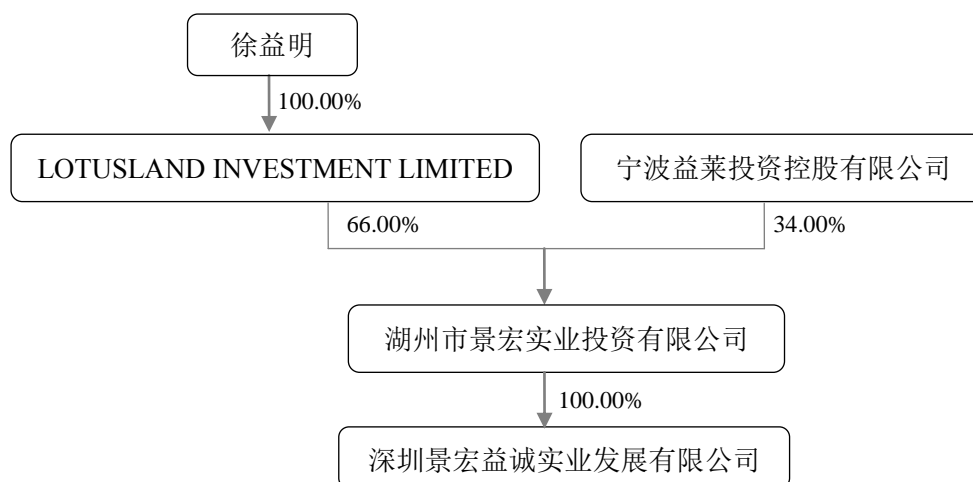 徐益明
100.00%
LOTUSLAND INVESTMENT LIMITED
宁波益莱投资控股有限公司
66.00%
34.00%
湖州市景宏实业投资有限公司
100.00%
深圳景宏益诚实业发展有限公司